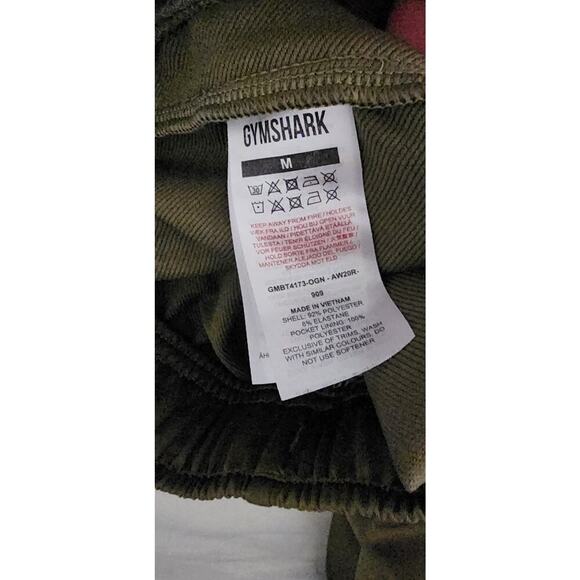 GYMSHARK
M
KEEP AWAY FROM FIRE / HOLDES
VÆK FRA ILD / HOU BIJ OPEN VUUR
VANDAAN / PIDETTÄVÄ ETÄÄLLÄ
TULESTA / TENIR ÉLOIGNÉ DU FEU /
VOR FEUER SCHÜTZEN /
HOLD BORTE FRA FLAMMER /
MANTENER ALEJADO DEL FUEGO /
SKYDDA MOT ELD
GMBT4173-OGN - AW20R-
909
MADE IN VIETNAM
SHELL: 92% POLYESTER
8% ELASTANE
POCKET LINING: 100%
POLYESTER
EXCLUSIVE OF TRIMS. WASH
WITH SIMILAR COLOURS. DO
NOT USE SOFTENER